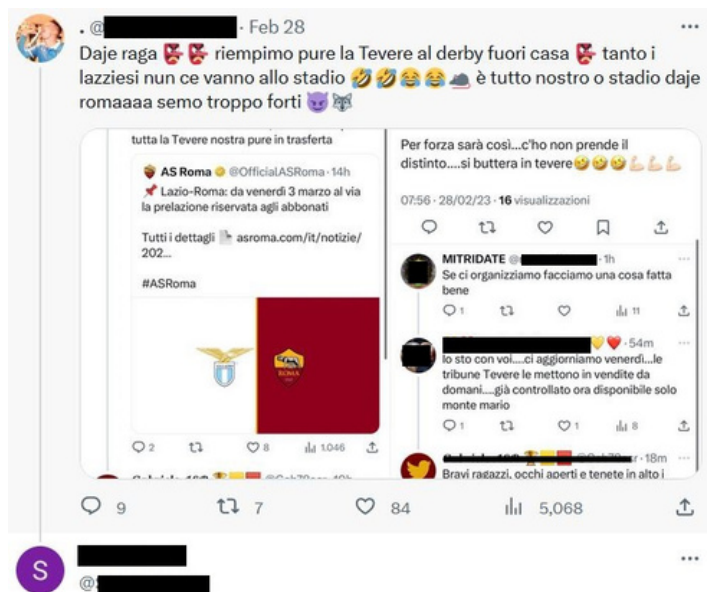 . @ · Feb 28
Daje raga 👺👺 riempimo pure la Tevere al derby fuori casa 👺 tanto i
lazziesi nun ce vanno allo stadio 🤣🤣😂😂🐀 è tutto nostro o stadio daje
romaaaa semo troppo forti 😈🐺
tutta la Tevere nostra pure in trasferta
AS Roma @OfficialASRoma · 14h
📌 Lazio-Roma: da venerdì 3 marzo al via
la prelazione riservata agli abbonati
Tutti i dettagli asroma.com/it/notizie/
202...
#ASRoma
ROMA
2 8 1.046
Per forza sarà così...c'ho non prende il
distinto....si buttera in tevere🤣🤣🤣💪🏻💪🏻💪🏻
07:56 · 28/02/23 · 16 visualizzazioni
MITRIDATE @ · 1h
Se ci organizziamo facciamo una cosa fatta
bene
1 11
💛❤️ · 54m
Io sto con voi....ci aggiorniamo venerdì...le
tribune Tevere le mettono in vendite da
domani....già controllato ora disponibile solo
monte mario
1 1 8
· 18m
Bravi ragazzi, occhi aperti e tenete in alto i
9 7 84 5,068
S
@